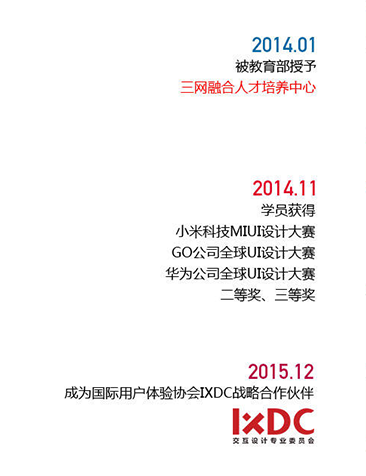 2014.01
被教育部授予
三网融合人才培养中心
2014.11
学员获得
小米科技MIUI设计大赛
GO公司全球UI设计大赛
华为公司全球UI设计大赛
二等奖、三等奖
2015.12
成为国际用户体验协会IXDC战略合作伙伴
IxDC
交互设计专业委员会